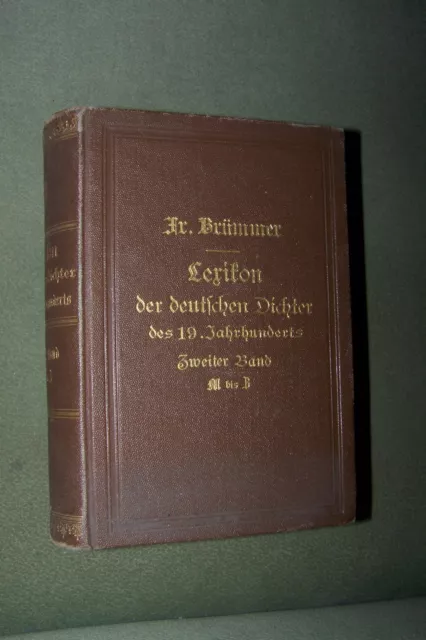 Fr. Brümmer
Lexikon
der deutschen Dichter
des 19. Jahrhunderts
Zweiter Band
M bis Z